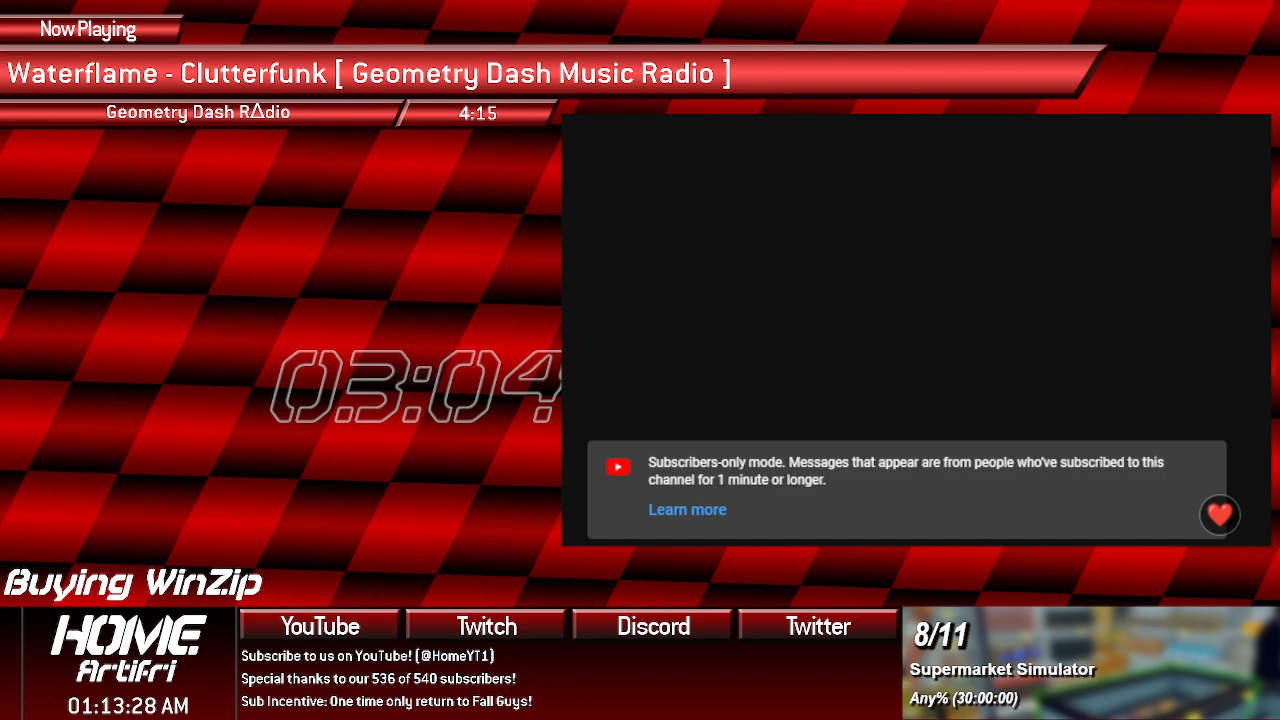 Now Playing
Waterflame - Clutterfunk [ Geometry Dash Music Radio ]
Geometry Dash RΔdio
4:15
03:04
Subscribers-only mode. Messages that appear are from people who've subscribed to this
channel for 1 minute or longer.
Learn more
Buying WinZip
HOME
Artifri
01:13:28 AM
YouTube
Twitch
Discord
Twitter
Subscribe to us on YouTube! (@HomeYT1)
Special thanks to our 536 of 540 subscribers!
Sub Incentive: One time only return to Fall Guys!
8/11
Supermarket Simulator
Any% (30:00:00)